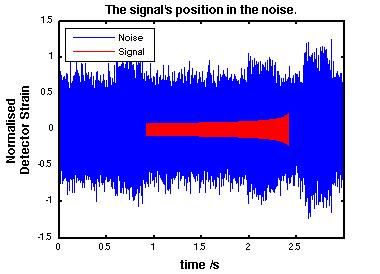 The signal's position in the noise.
Noise
Signal
Normalised
Detector Strain
1.5
1
0.5
0
-0.5
-1
-1.5
0 0.5 1 1.5 2 2.5
time /s